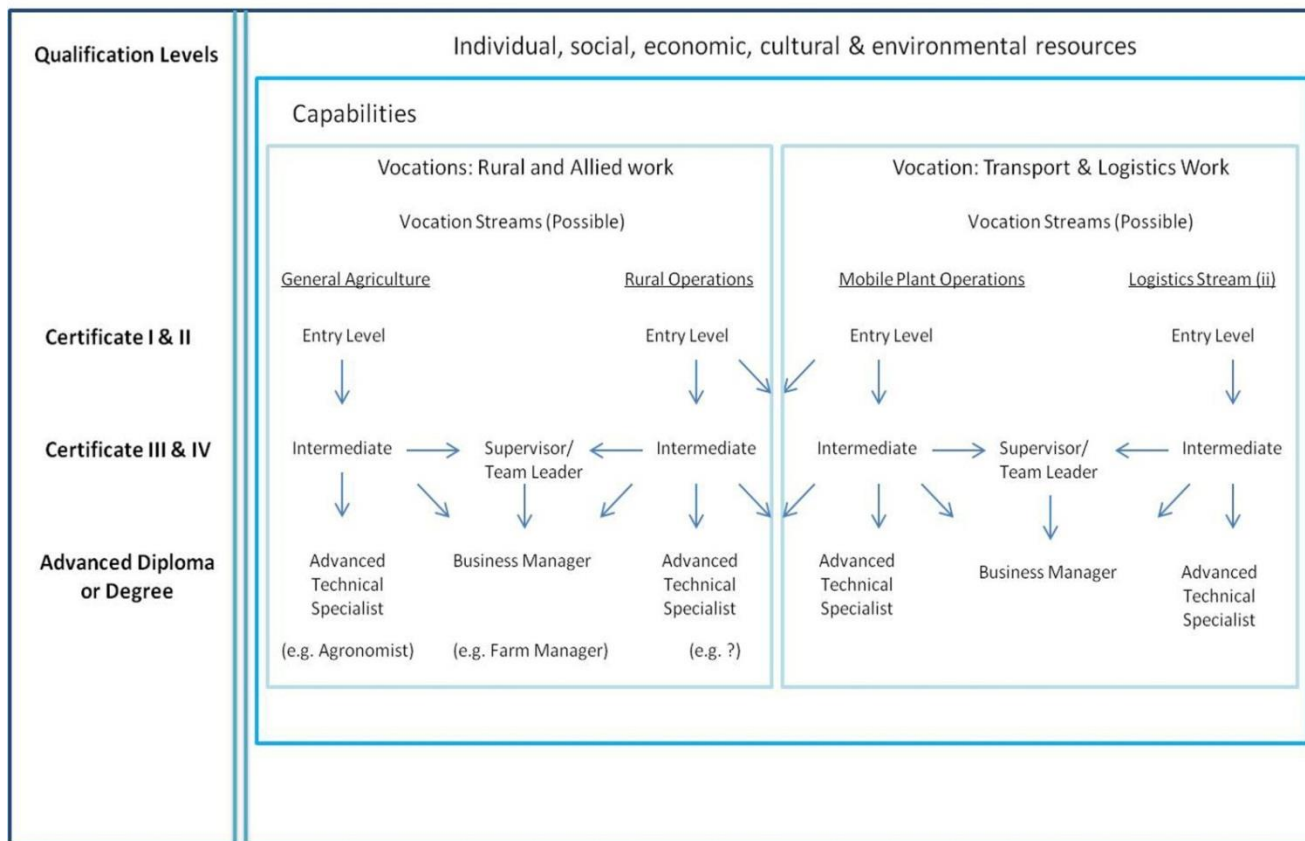 Qualification Levels
Individual, social, economic, cultural & environmental resources
Capabilities
Vocations: Rural and Allied work
Vocation Streams (Possible)
General Agriculture
Rural Operations
Vocation: Transport & Logistics Work
Vocation Streams (Possible)
Mobile Plant Operations
Logistics Stream (ii)
Certificate I & II
Entry Level
Entry Level
Entry Level
Entry Level
Certificate III & IV
Intermediate
Supervisor/
Team Leader
Intermediate
Intermediate
Supervisor/
Team Leader
Intermediate
Advanced Diploma
or Degree
Advanced
Technical
Specialist
(e.g. Agronomist)
Business Manager
(e.g. Farm Manager)
Advanced
Technical
Specialist
(e.g. ?)
Advanced
Technical
Specialist
Business Manager
Advanced
Technical
Specialist